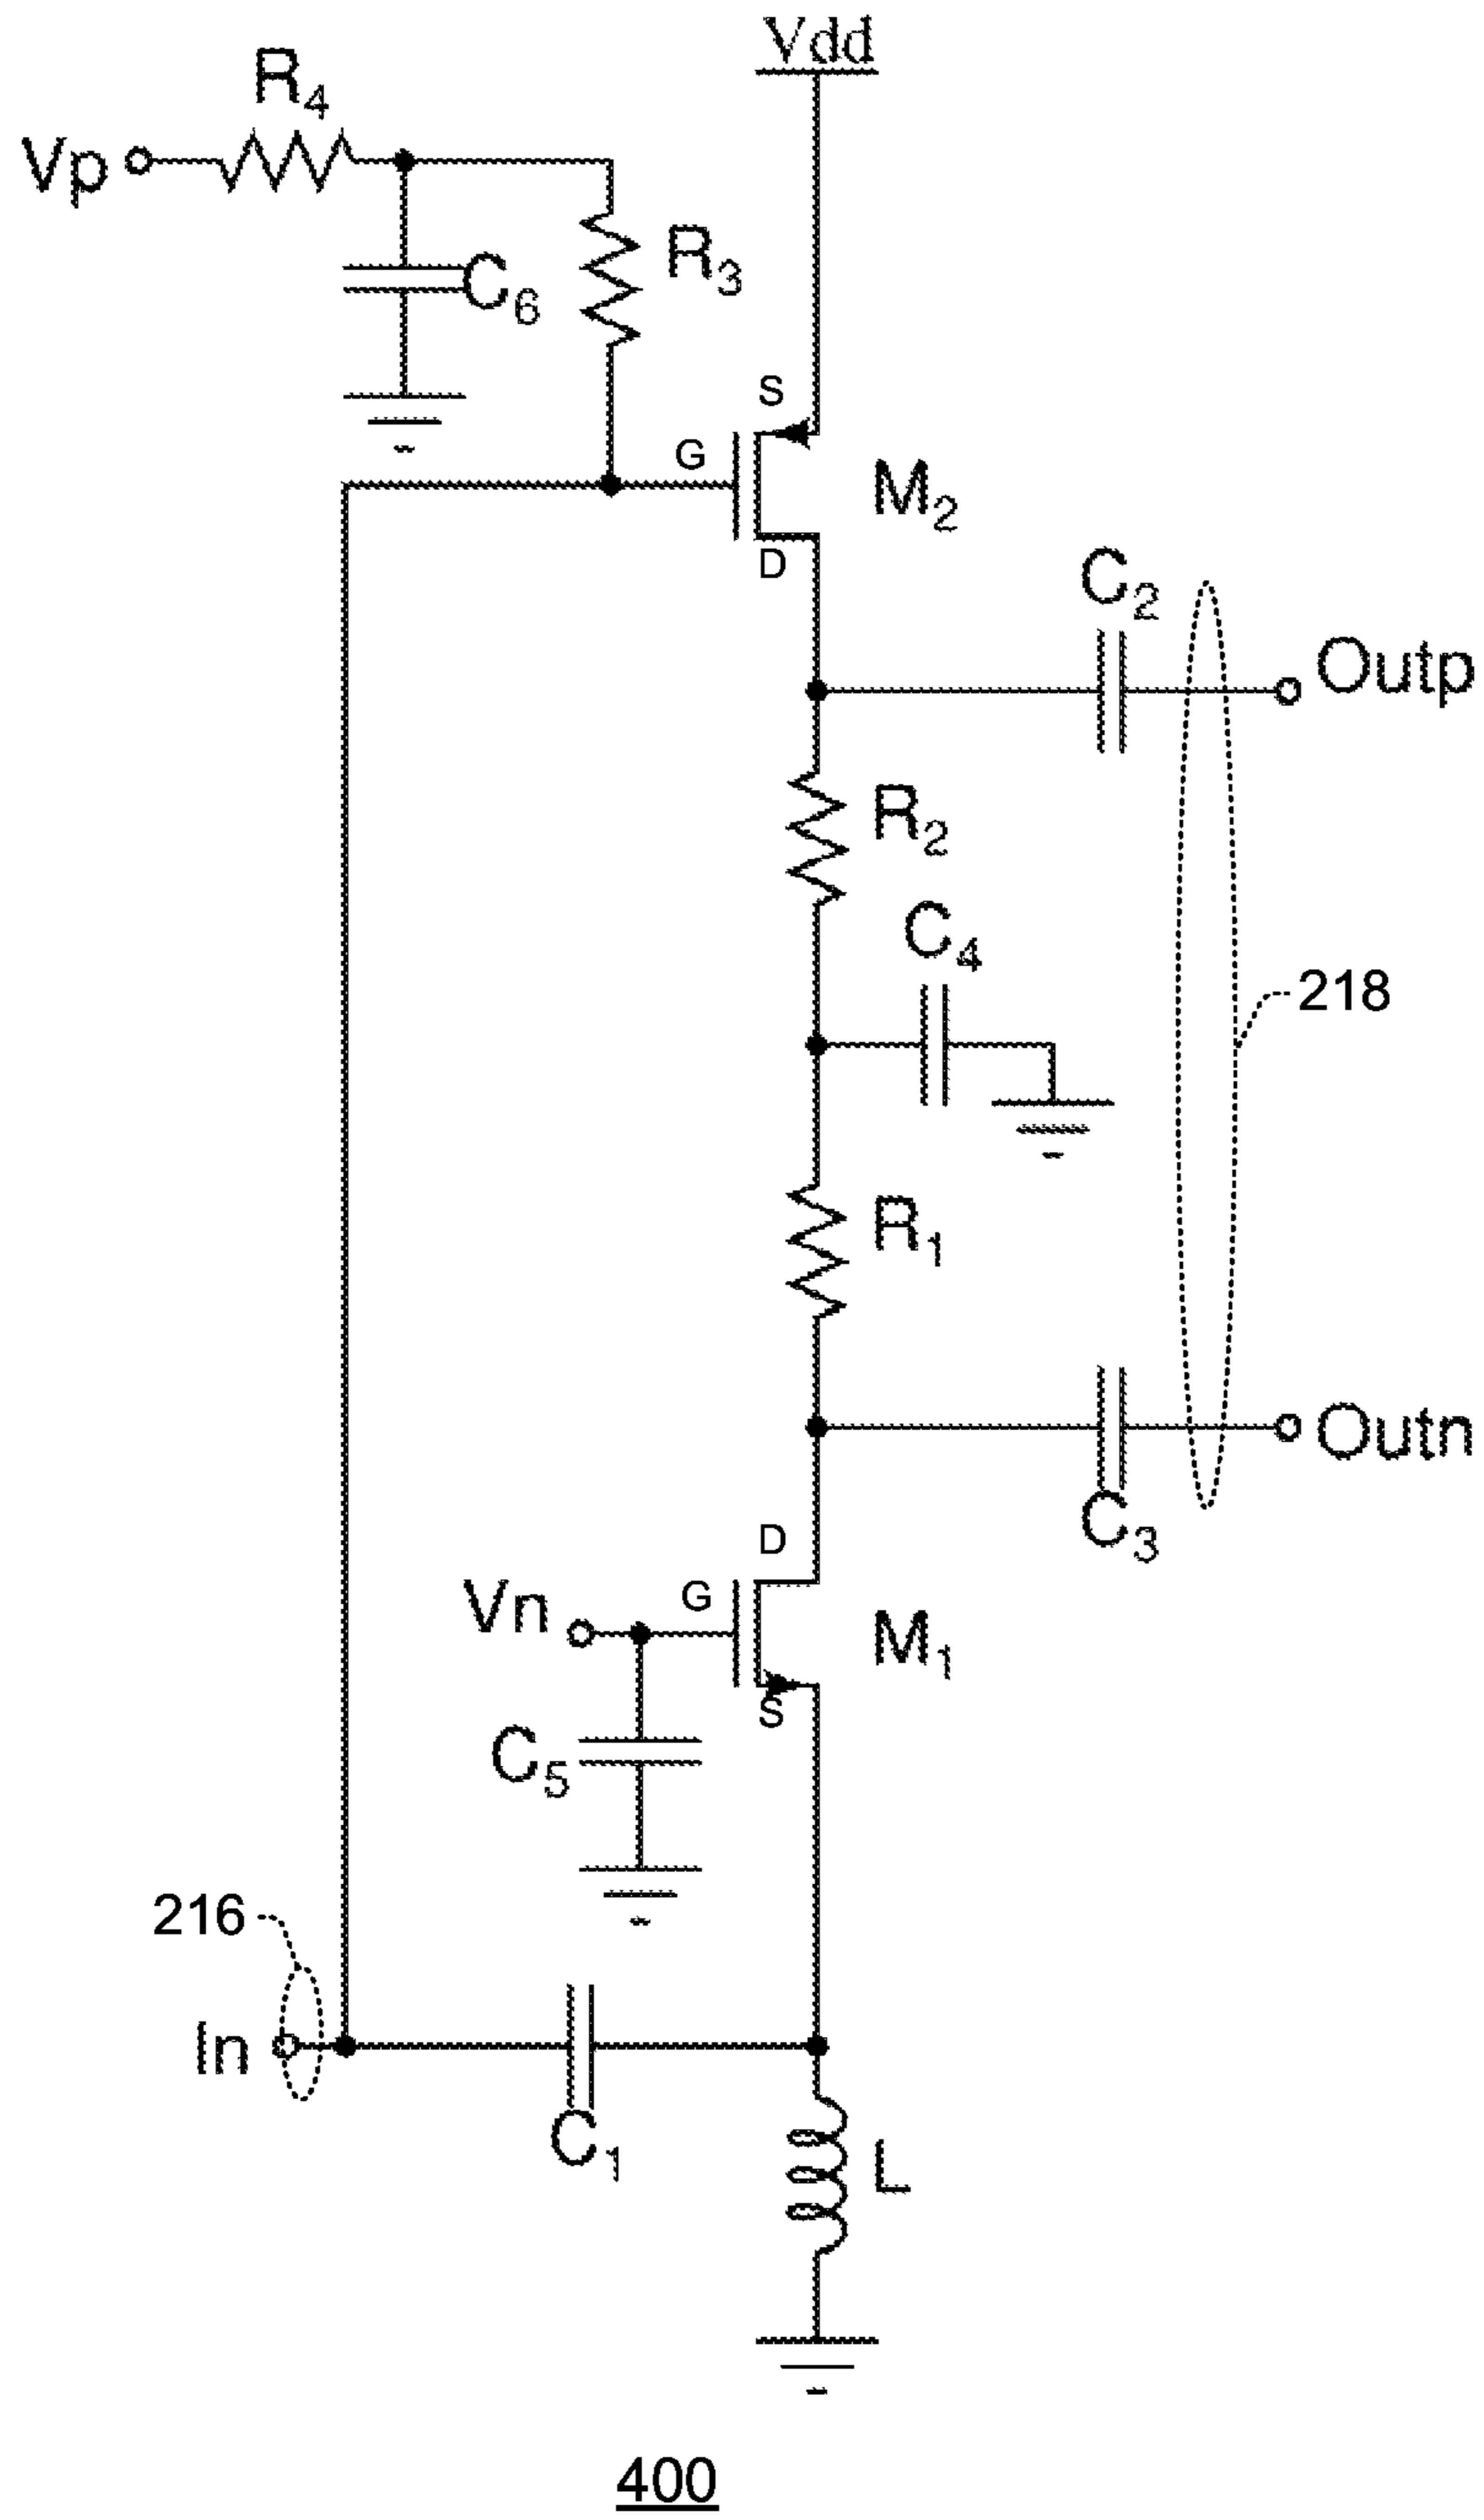 Vdd
R4
Vp
R3
C6
S
G
M2
D
C2
Outp
R2
C4
218
R1
Outn
C3
D
Vn
G
M1
S
C5
216
In
C1
L
400